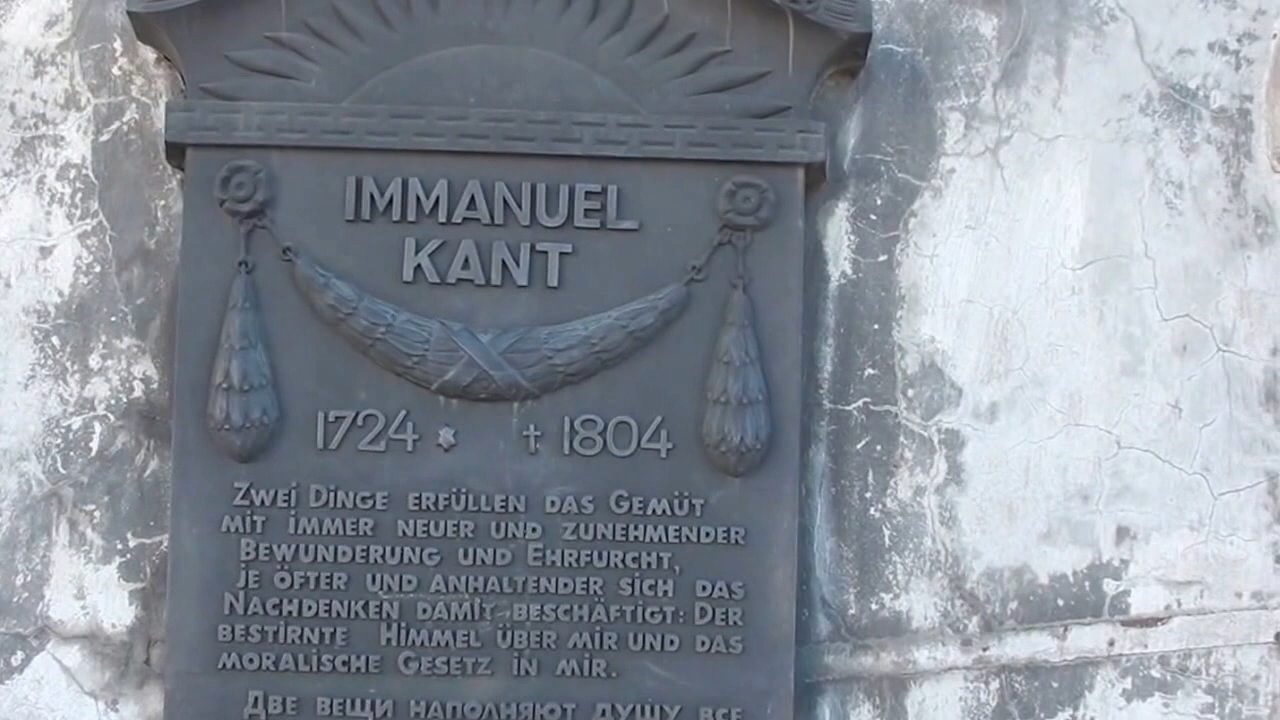 IMMANUEL
KANT
1724 * † 1804
Zwei Dinge erfüllen das Gemüt
mit immer neuer und zunehmender
Bewunderung und Ehrfurcht,
je öfter und anhaltender sich das
Nachdenken damit beschäftigt: Der
bestirnte Himmel über mir und das
moralische Gesetz in mir.
Две вещи наполняют душу все